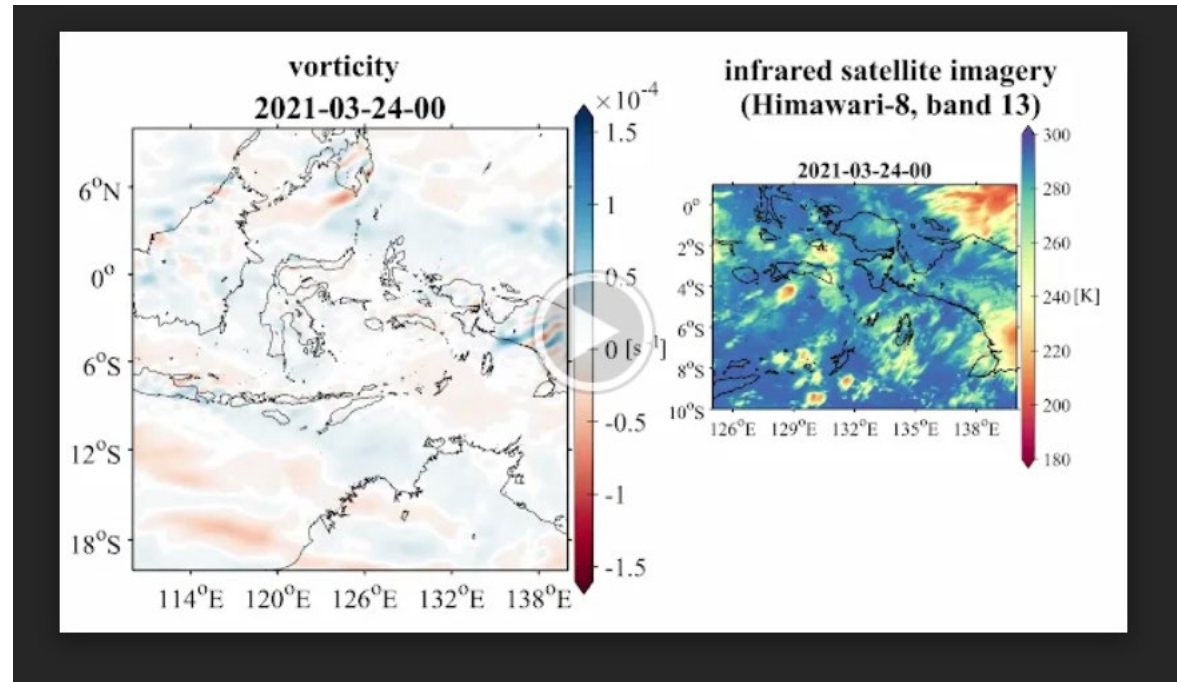 vorticity
2021-03-24-00
×10⁻⁴
1.5
1
0.5
0 [s⁻¹]
-0.5
-1
-1.5
6°N
0°
6°S
12°S
18°S
114°E 120°E 126°E 132°E 138°E
infrared satellite imagery
(Himawari-8, band 13)
2021-03-24-00
0°
2°S
4°S
6°S
8°S
10°S
126°E 129°E 132°E 135°E 138°E
300
280
260
240 [K]
220
200
180